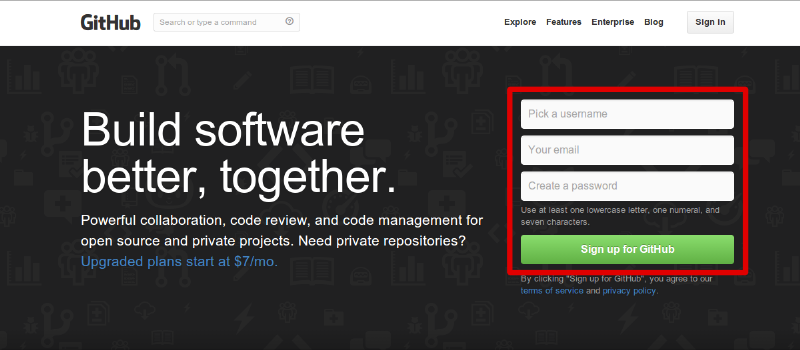 GitHub
Search or type a command
Explore Features Enterprise Blog Sign in
Build software
better, together.
Powerful collaboration, code review, and code management for
open source and private projects. Need private repositories?
Upgraded plans start at $7/mo.
Pick a username
Your email
Create a password
Use at least one lowercase letter, one numeral, and
seven characters.
Sign up for GitHub
By clicking "Sign up for GitHub", you agree to our
terms of service and privacy policy.